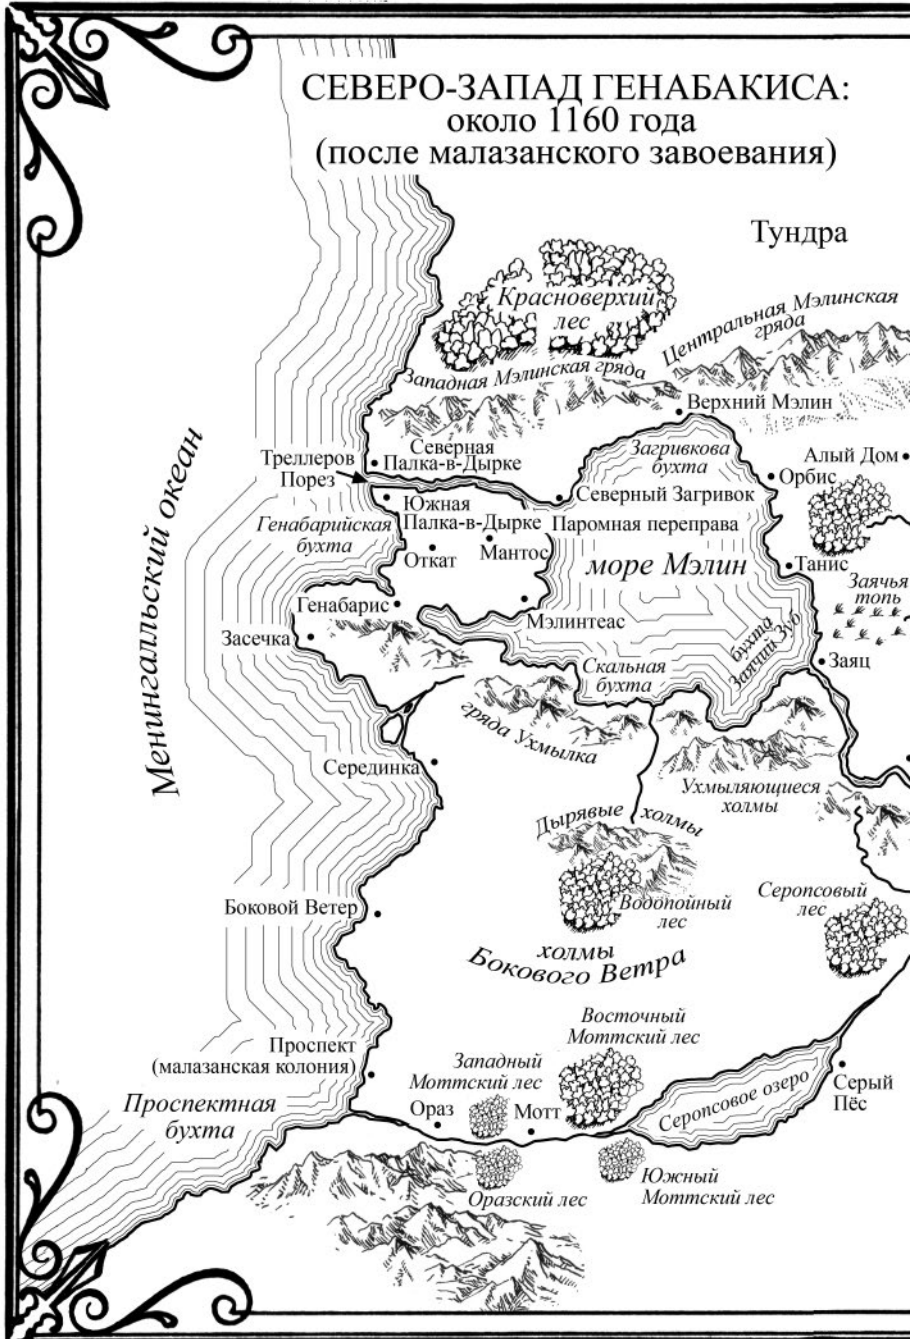 СЕВЕРО-ЗАПАД ГЕНАБАКИСА:
около 1160 года
(после малазанского завоевания)
Тундра
Красноверхий
лес
Центральная Мэлинская
гряда
Западная Мэлинская гряда
Верхний Мэлин
Северная
Палка-в-Дырке
Загривкова
бухта
Алый Дом
Треллеров
Порез
Орбис
Северный Загривок
Южная
Палка-в-Дырке
Паромная переправа
Генабарийская
бухта
Откат
Мантос
море Мэлин
Танис
Заячья
топь
Менингалльский океан
Генабарис
Мэлинтеас
бухта
Заячий Зуб
Засечка
Скальная
бухта
Заяц
гряда Ухмылка
Серединка
Ухмыляющиеся
холмы
Дырявые холмы
Водопойный
лес
Серопсовый
лес
Боковой Ветер
холмы
Бокового Ветра
Восточный
Моттский лес
Проспект
(малазанская колония)
Западный
Моттский лес
Проспектная
бухта
Ораз
Мотт
Серопсовое озеро
Серый
Пёс
Оразский лес
Южный
Моттский лес